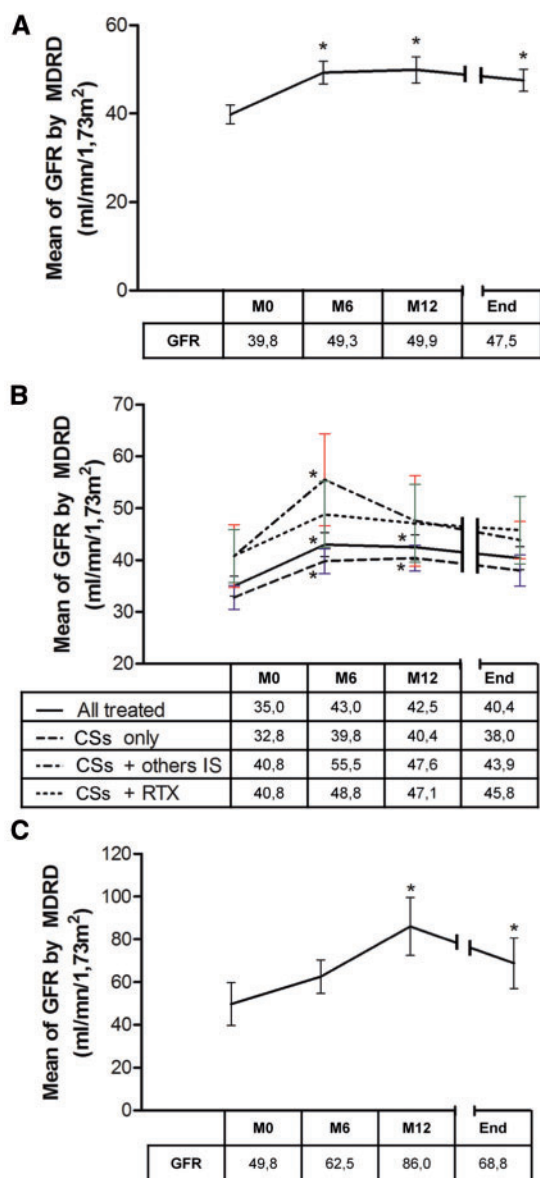 A
Mean of GFR by MDRD
(ml/mn/1,73m²)
60
40
20
0
*
*
*
M0 M6 M12 End
GFR 39,8 49,3 49,9 47,5
B
Mean of GFR by MDRD
(ml/mn/1,73m²)
70
60
50
40
30
20
*
*
*
*
M0 M6 M12 End
All treated 35,0 43,0 42,5 40,4
CSs only 32,8 39,8 40,4 38,0
CSs + others IS 40,8 55,5 47,6 43,9
CSs + RTX 40,8 48,8 47,1 45,8
C
Mean of GFR by MDRD
(ml/mn/1,73m²)
120
100
80
60
40
20
0
*
*
M0 M6 M12 End
GFR 49,8 62,5 86,0 68,8